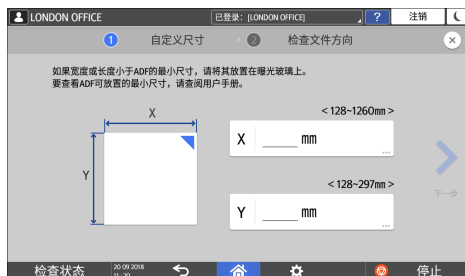 LONDON OFFICE
已登录: [LONDON OFFICE]
?
注销
1 自定义尺寸
2 检查文件方向
如果宽度或长度小于ADF的最小尺寸，请将其放置在曝光玻璃上。
要查看ADF可放置的最小尺寸，请查阅用户手册。
X
Y
< 128~1260mm >
X ____ mm
...
< 128~297mm >
Y ____ mm
...
下一步
检查状态
20 09 2018
11:20
停止